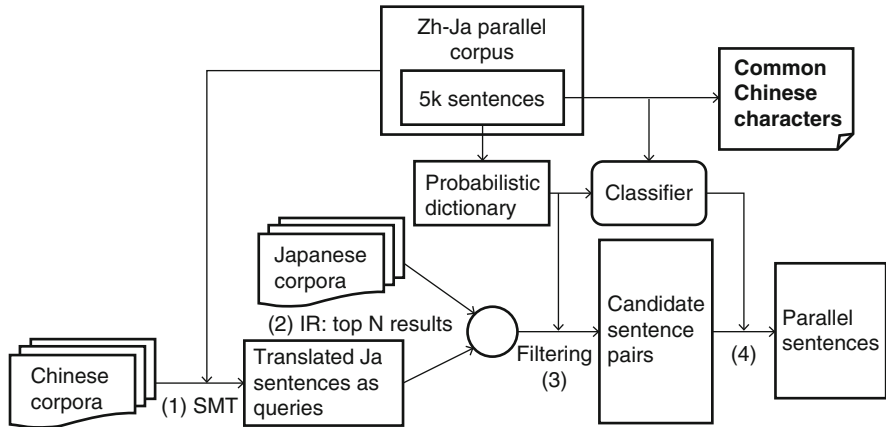 Zh-Ja parallel
corpus
5k sentences
Common
Chinese
characters
Probabilistic
dictionary
Classifier
Japanese
corpora
(2) IR: top N results
Candidate
sentence
pairs
Parallel
sentences
Filtering
(3)
(4)
Chinese
corpora
(1) SMT
Translated Ja
sentences as
queries